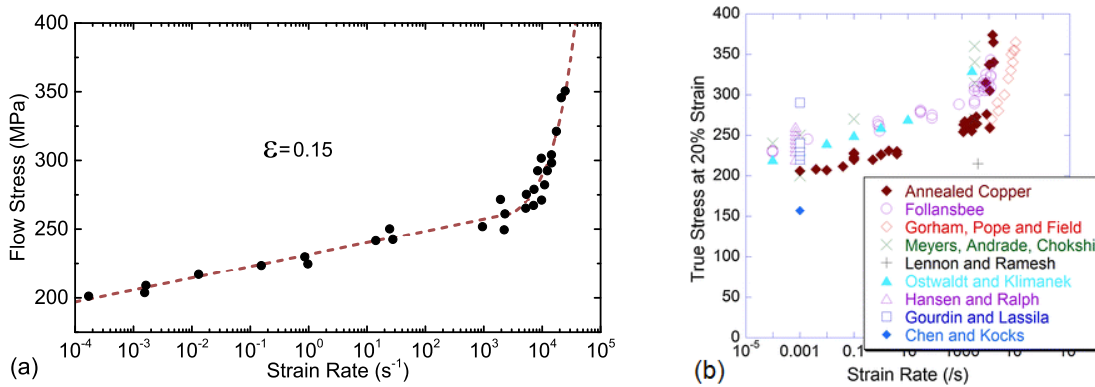 (a)
Flow Stress (MPa)
400
350
300
250
200
ε=0.15
10⁻⁴ 10⁻³ 10⁻² 10⁻¹ 10⁰ 10¹ 10² 10³ 10⁴ 10⁵
Strain Rate (s⁻¹)
(b)
True Stress at 20% Strain
400
350
300
250
200
150
100
50
0
Annealed Copper
Follansbee
Gorham, Pope and Field
Meyers, Andrade, Chokshi
Lennon and Ramesh
Ostwaldt and Klimanek
Hansen and Ralph
Gourdin and Lassila
Chen and Kocks
10⁻⁵ 0.001 0.1 10 1000 10
Strain Rate (/s)